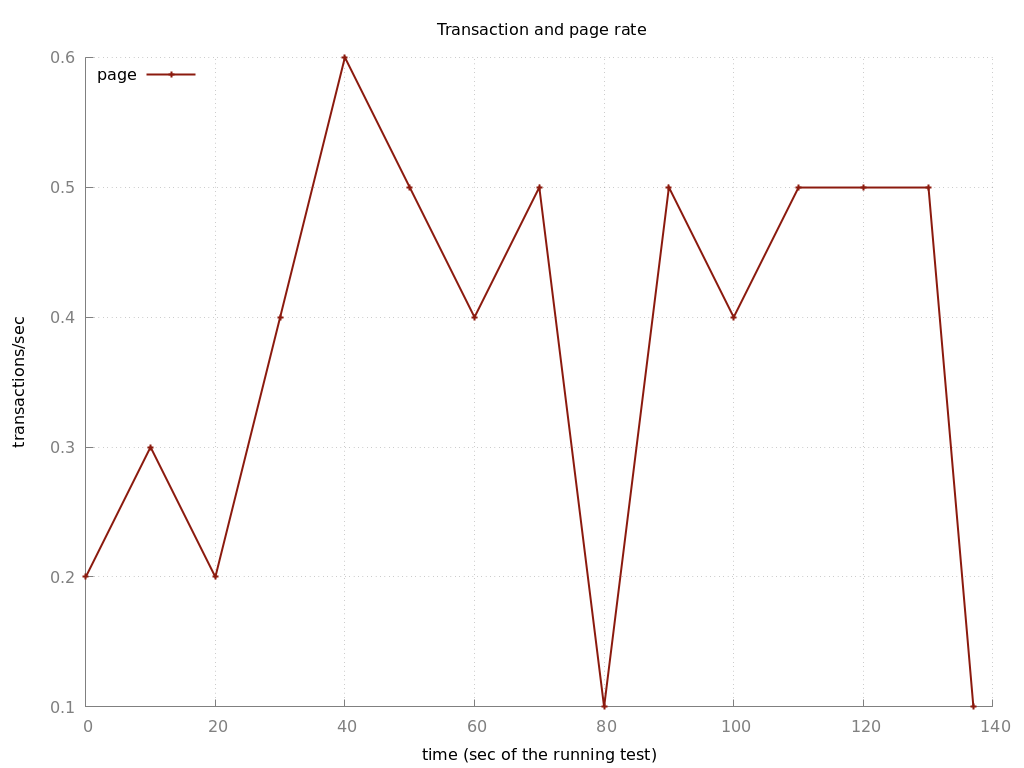 Transaction and page rate
0.6
page
0.5
0.4
transactions/sec
0.3
0.2
0.1
0 20 40 60 80 100 120 140
time (sec of the running test)